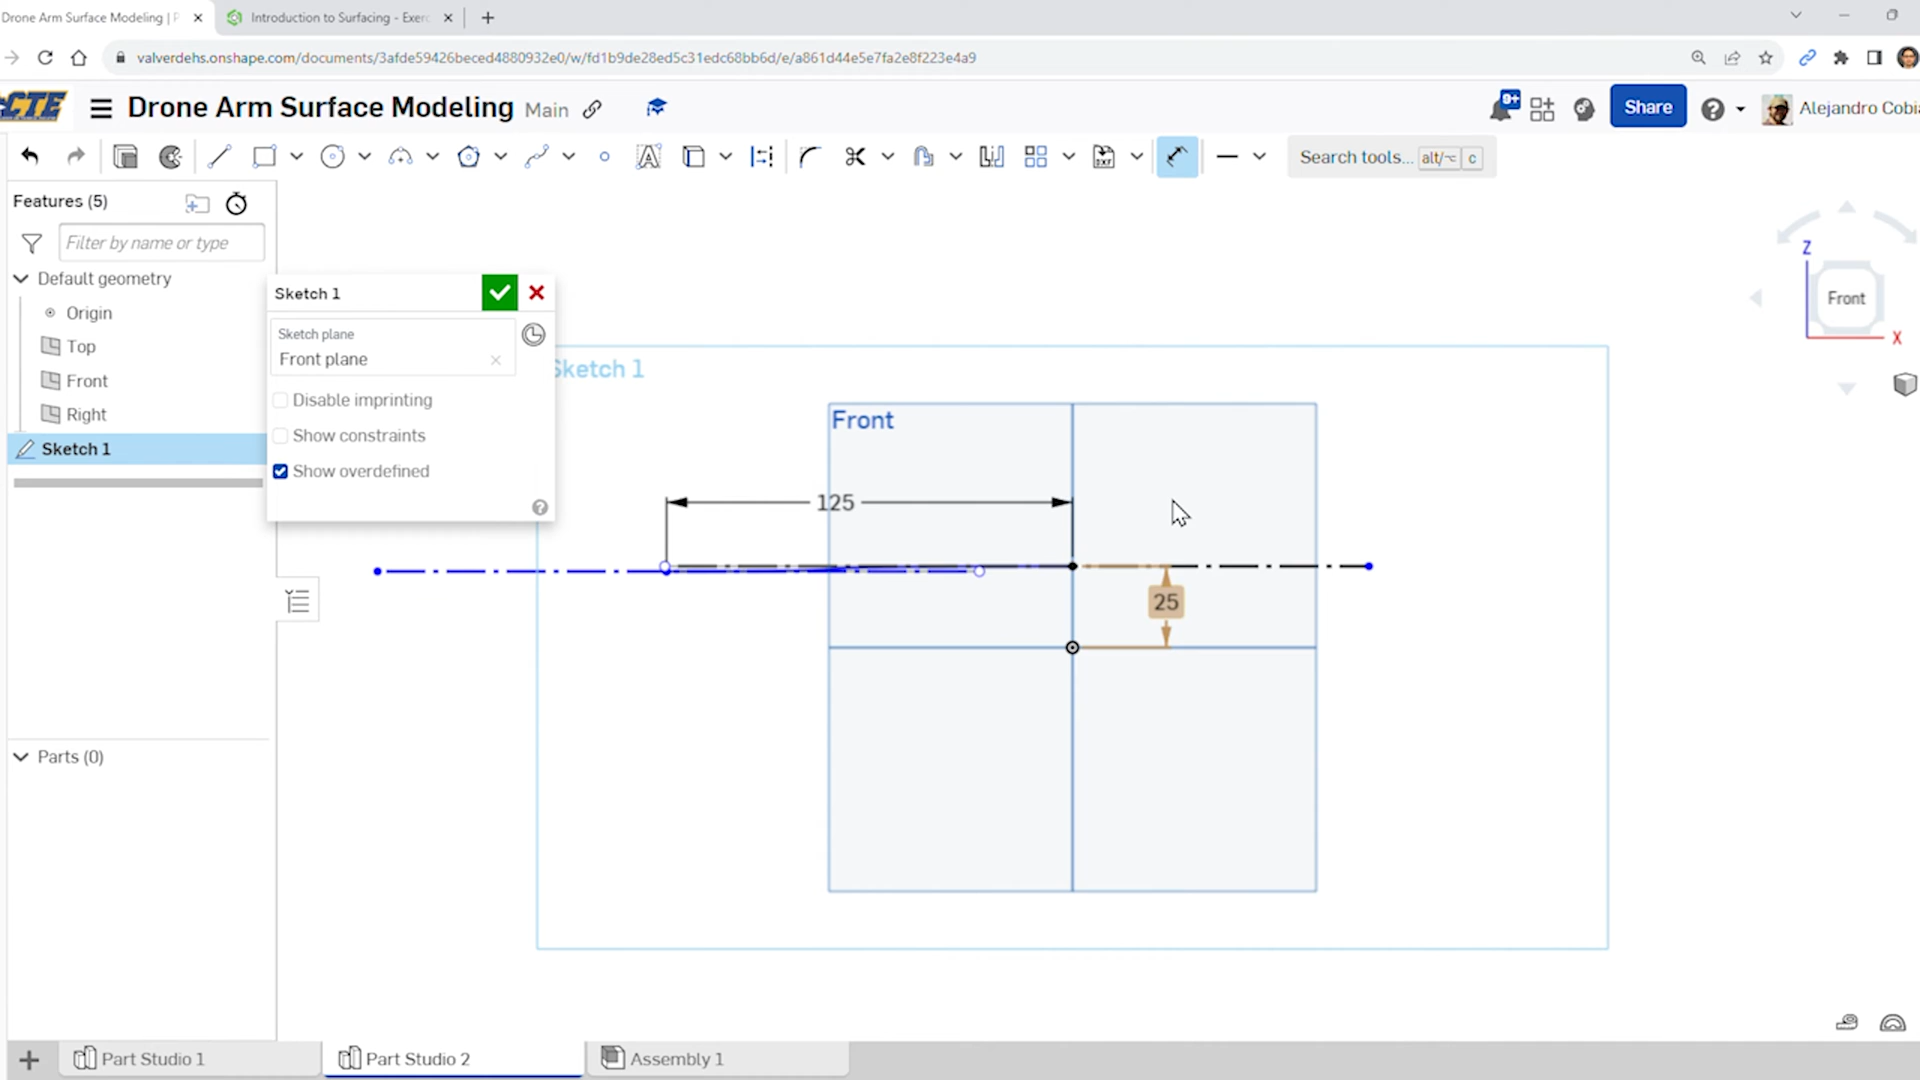 Drone Arm Surface Modeling | P
Introduction to Surfacing - Exerc
valverdehs.onshape.com/documents/3afde59426beced4880932e0/w/fd1b9de28ed5c31edc68bb6d/e/a861d44e5e7fa2e8f223e4a9
CTE
Drone Arm Surface Modeling Main
9+
Share
Alejandro Cobia
Search tools... alt/⌥ c
Features (5)
Filter by name or type
Default geometry
Origin
Top
Front
Right
Sketch 1
Sketch 1
Sketch plane
Front plane
Disable imprinting
Show constraints
Show overdefined
Sketch 1
Front
125
25
Z
Front
X
Parts (0)
Part Studio 1
Part Studio 2
Assembly 1